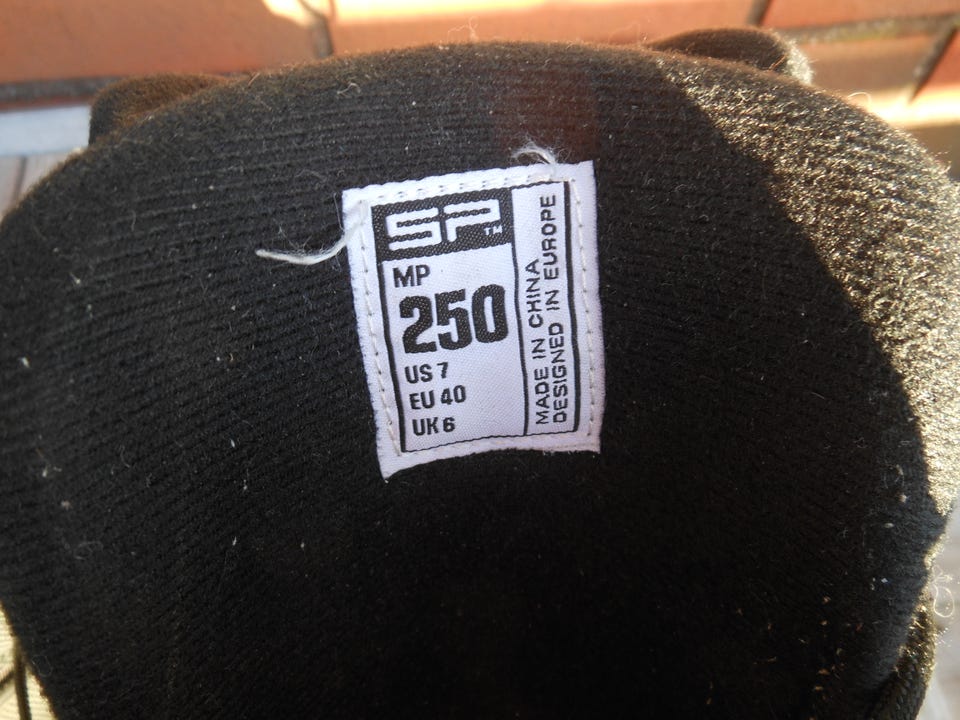 SP™
MP
250
US 7
EU 40
UK 6
MADE IN CHINA
DESIGNED IN EUROPE